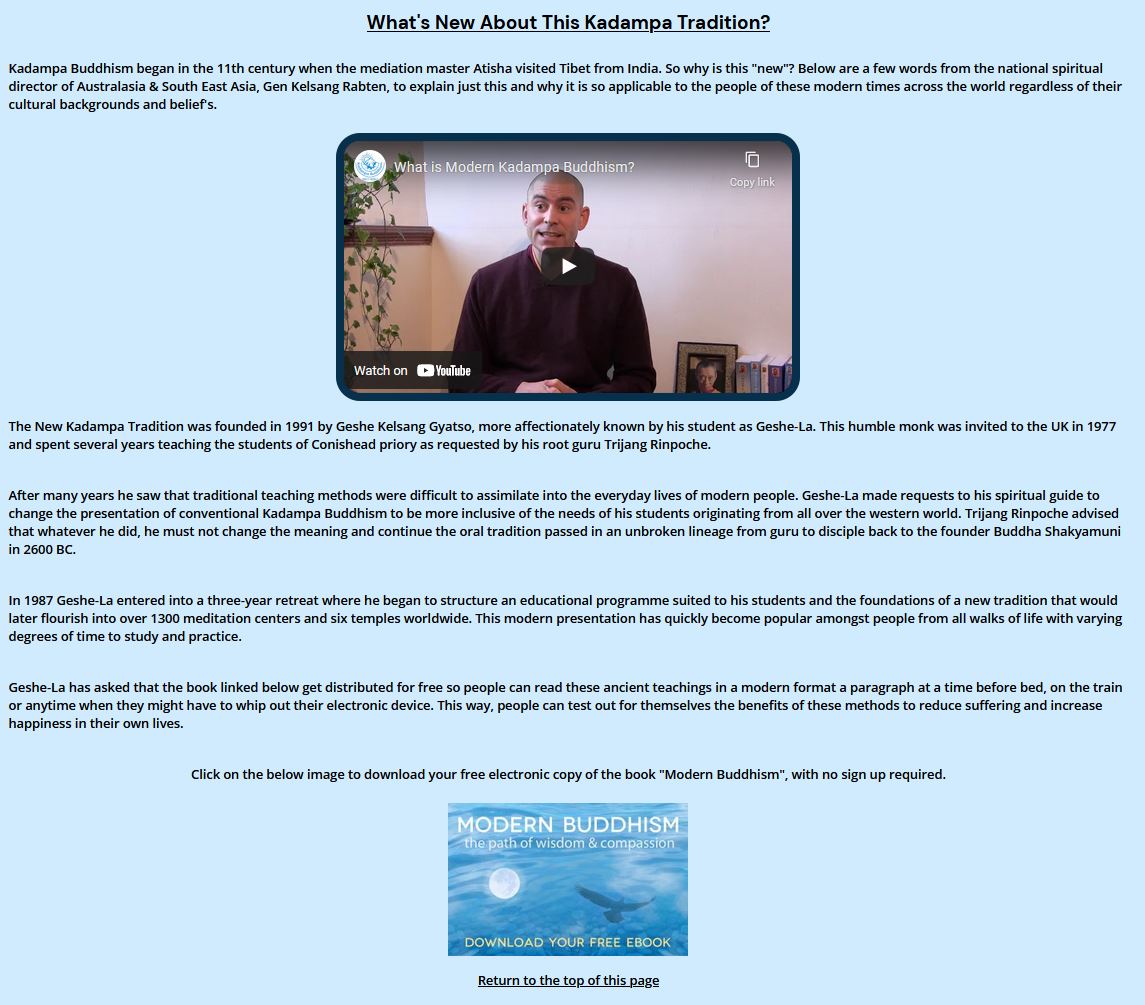 What's New About This Kadampa Tradition?
Kadampa Buddhism began in the 11th century when the mediation master Atisha visited Tibet from India. So why is this "new"? Below are a few words from the national spiritual
director of Australasia & South East Asia, Gen Kelsang Rabten, to explain just this and why it is so applicable to the people of these modern times across the world regardless of their
cultural backgrounds and belief's.
What is Modern Kadampa Buddhism?
Copy link
Watch on YouTube
The New Kadampa Tradition was founded in 1991 by Geshe Kelsang Gyatso, more affectionately known by his student as Geshe-La. This humble monk was invited to the UK in 1977
and spent several years teaching the students of Conishead priory as requested by his root guru Trijang Rinpoche.
After many years he saw that traditional teaching methods were difficult to assimilate into the everyday lives of modern people. Geshe-La made requests to his spiritual guide to
change the presentation of conventional Kadampa Buddhism to be more inclusive of the needs of his students originating from all over the western world. Trijang Rinpoche advised
that whatever he did, he must not change the meaning and continue the oral tradition passed in an unbroken lineage from guru to disciple back to the founder Buddha Shakyamuni
in 2600 BC.
In 1987 Geshe-La entered into a three-year retreat where he began to structure an educational programme suited to his students and the foundations of a new tradition that would
later flourish into over 1300 meditation centers and six temples worldwide. This modern presentation has quickly become popular amongst people from all walks of life with varying
degrees of time to study and practice.
Geshe-La has asked that the book linked below get distributed for free so people can read these ancient teachings in a modern format a paragraph at a time before bed, on the train
or anytime when they might have to whip out their electronic device. This way, people can test out for themselves the benefits of these methods to reduce suffering and increase
happiness in their own lives.
Click on the below image to download your free electronic copy of the book "Modern Buddhism", with no sign up required.
MODERN BUDDHISM
the path of wisdom & compassion
DOWNLOAD YOUR FREE EBOOK
Return to the top of this page